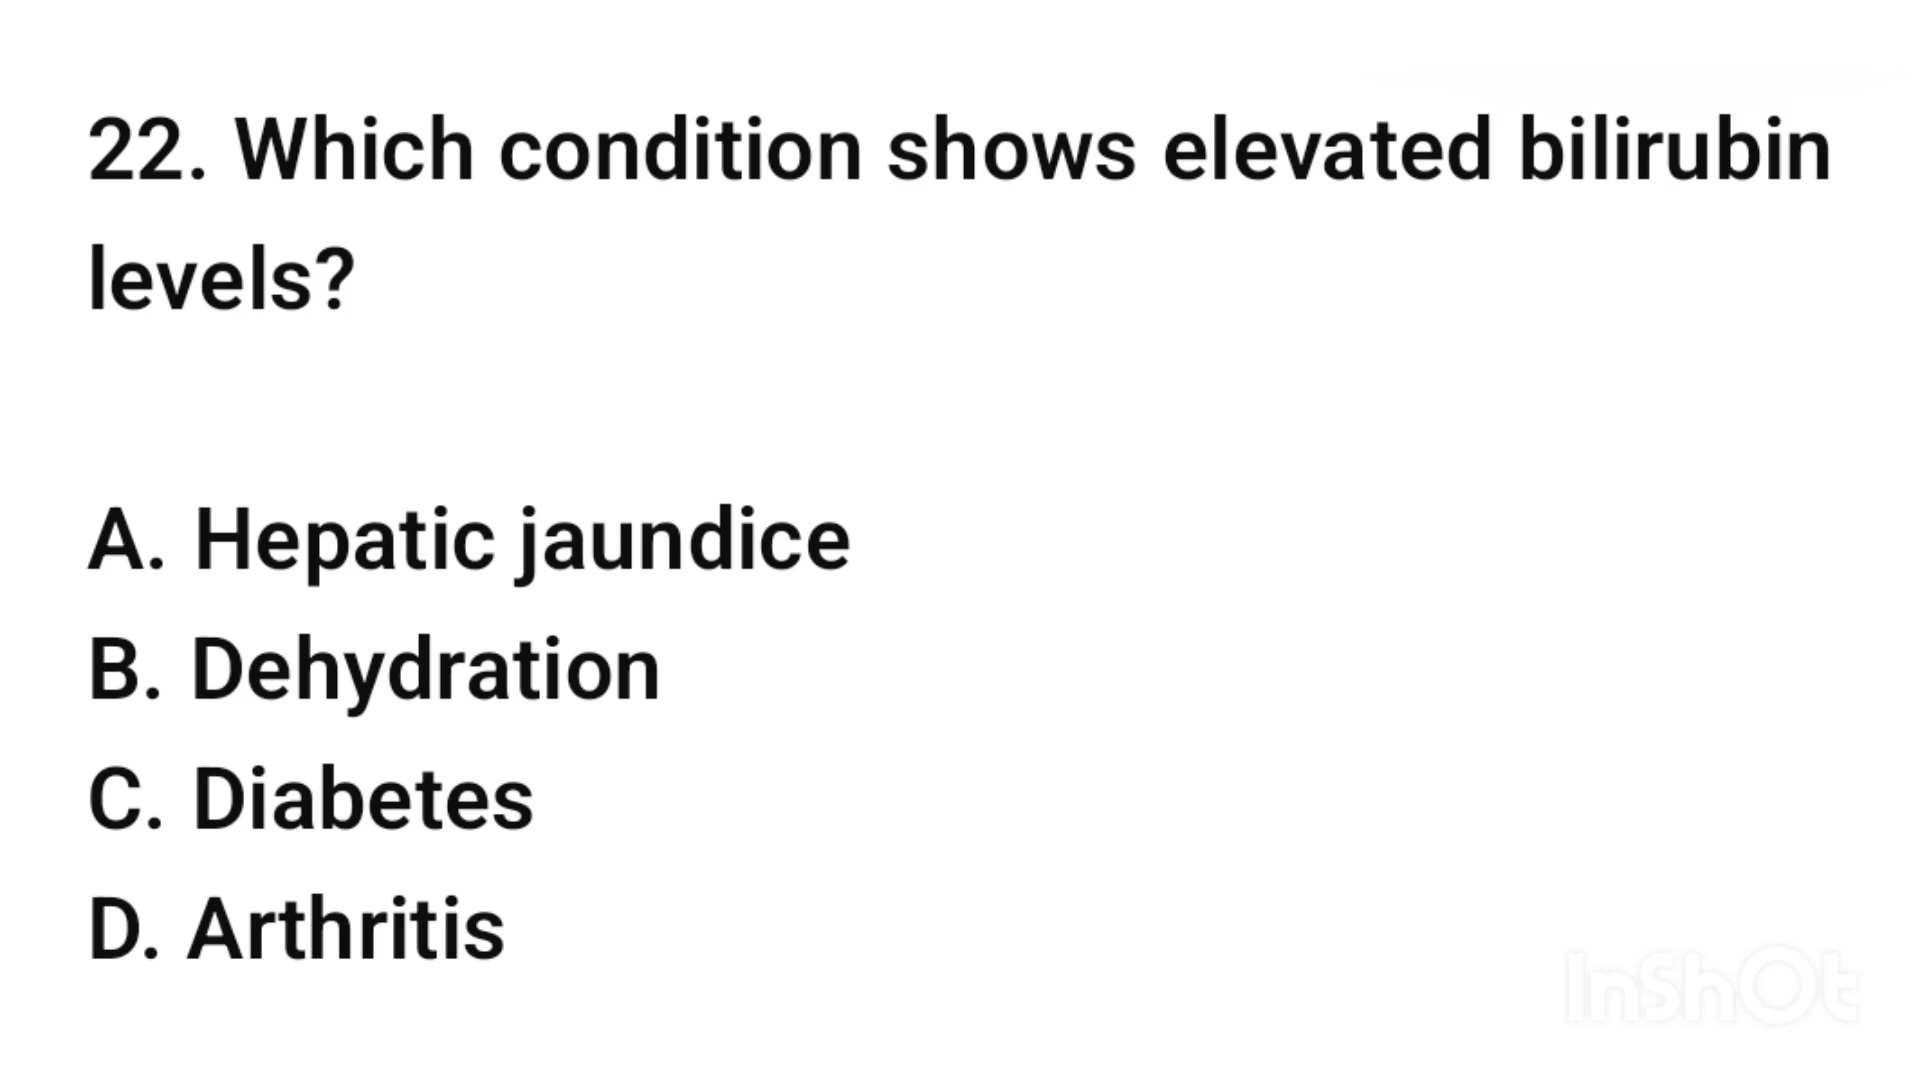 22. Which condition shows elevated bilirubin
levels?
A. Hepatic jaundice
B. Dehydration
C. Diabetes
D. Arthritis
InShOt